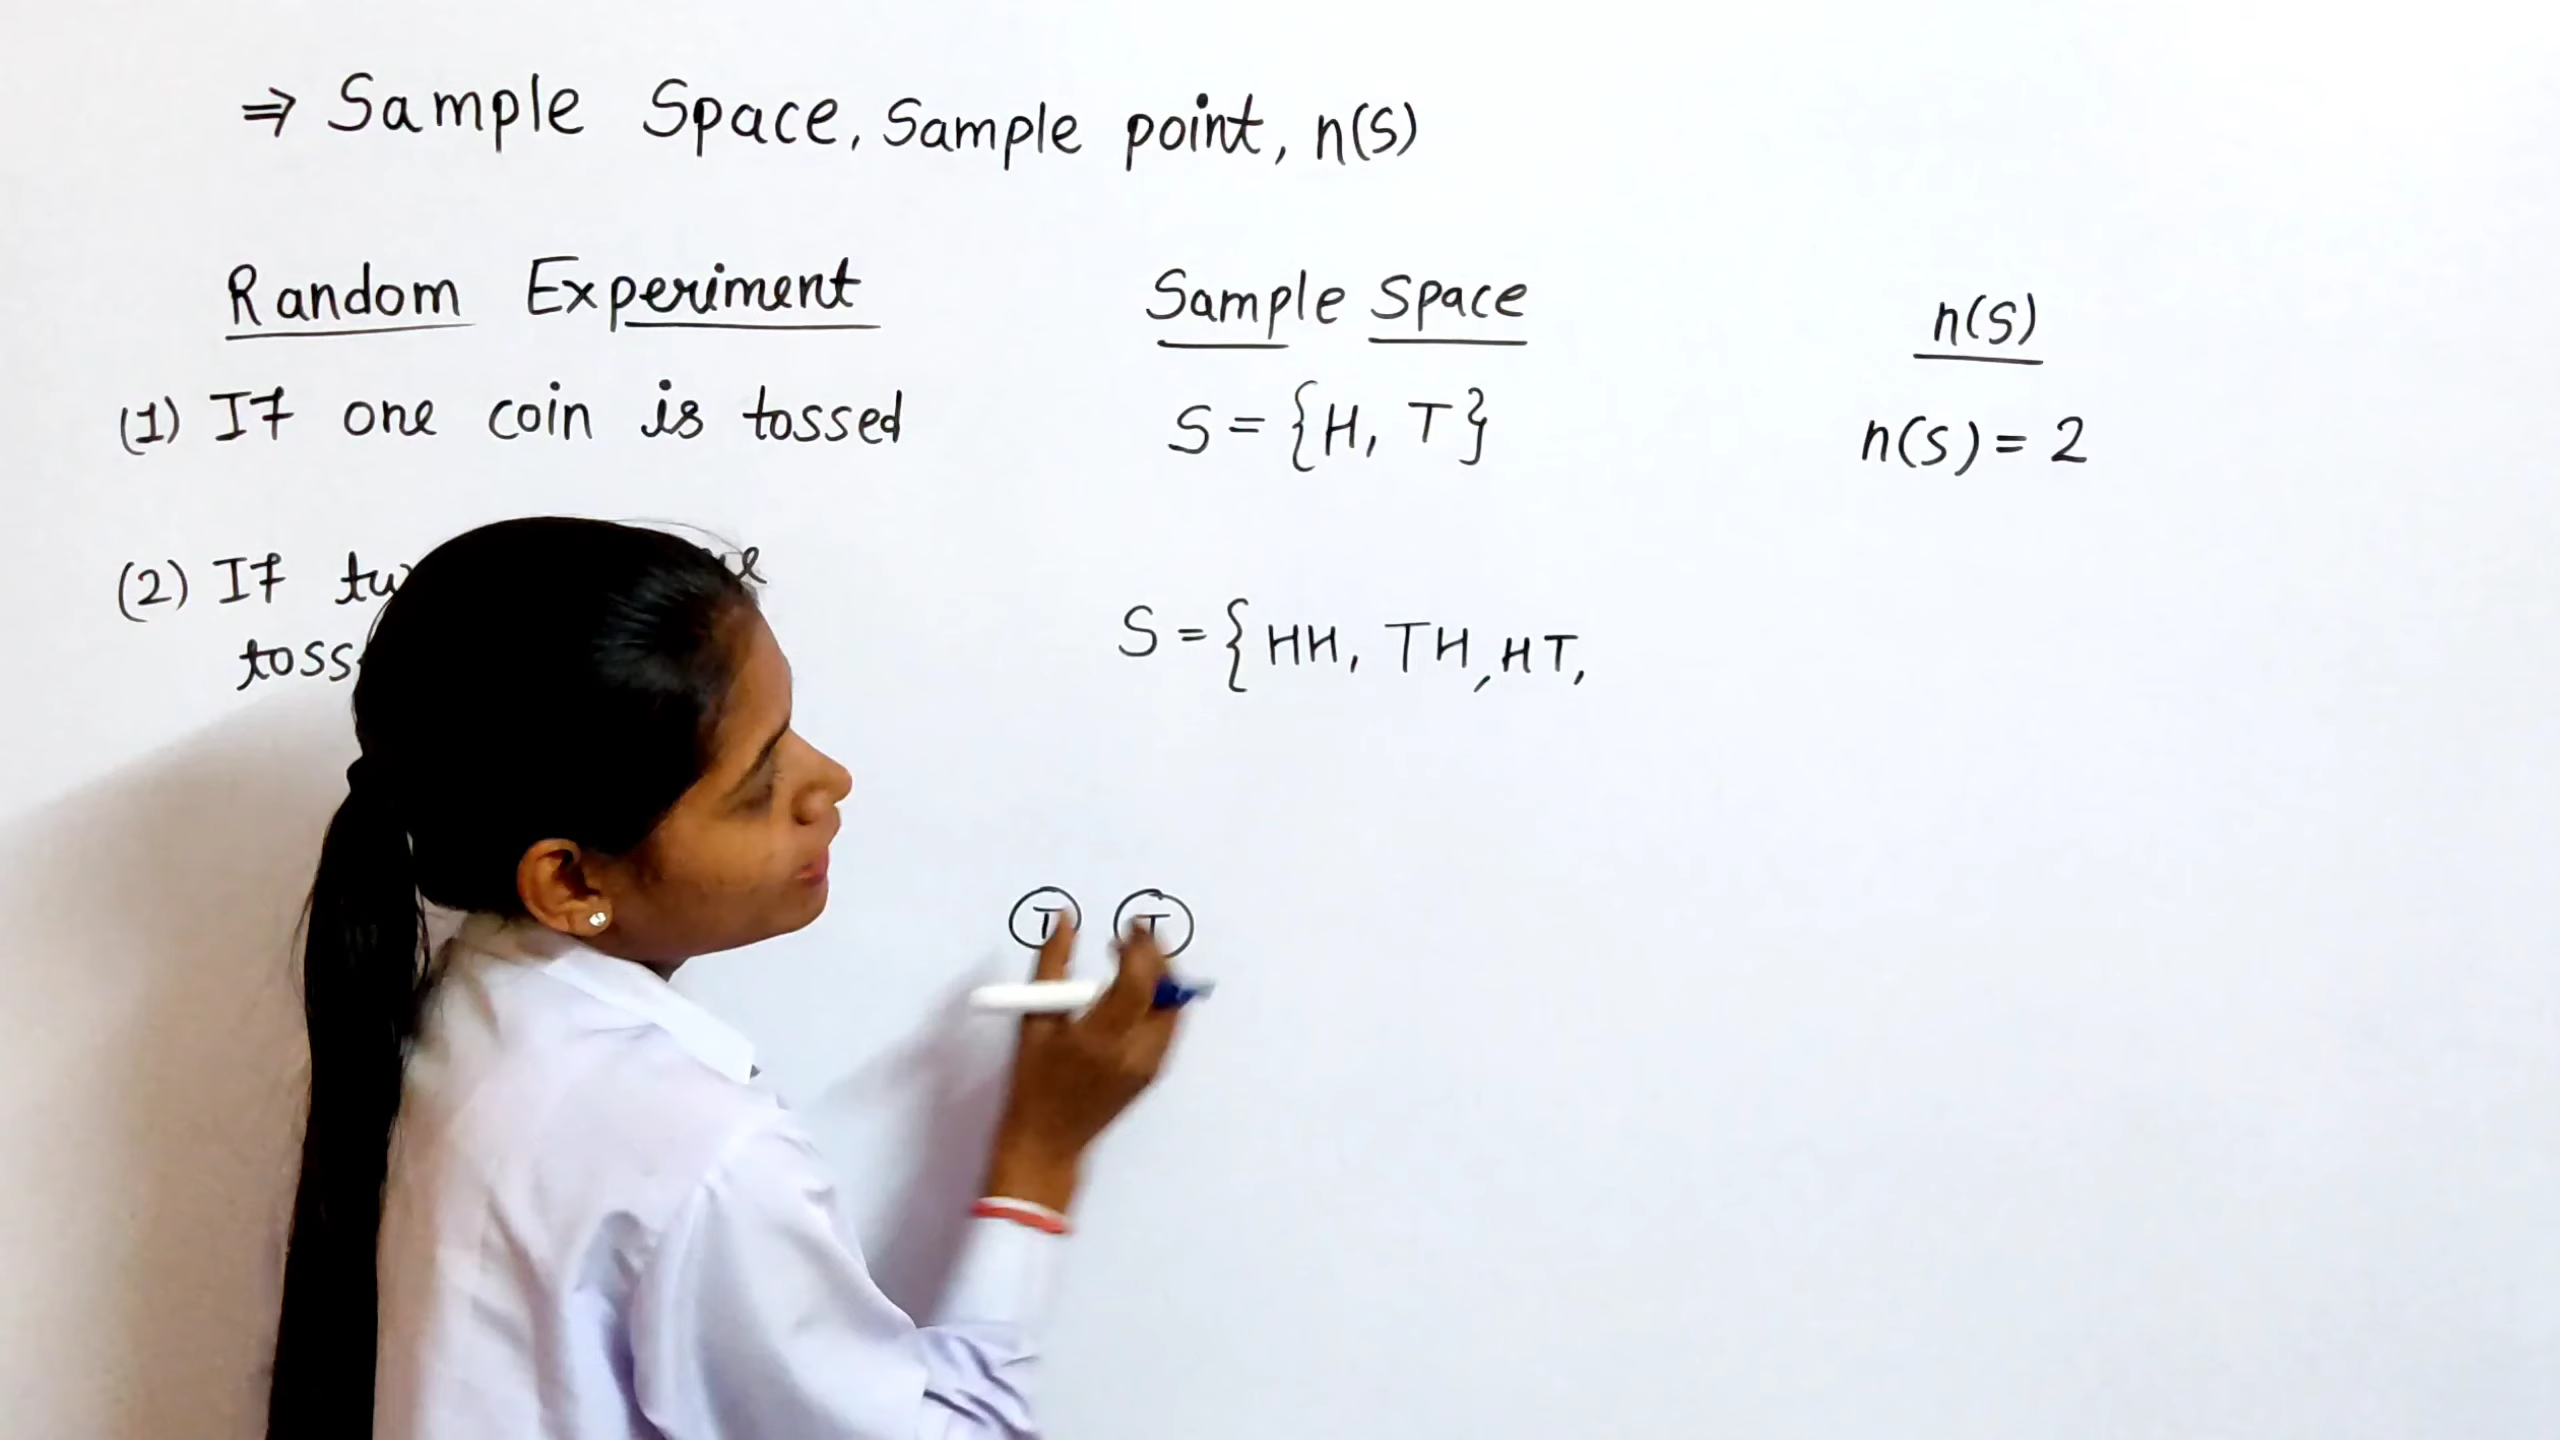 ⇒ Sample Space, Sample point, n(S)
Random Experiment
Sample Space
n(S)
(1) If one coin is tossed
S = {H, T}
n(S) = 2
(2) If
S = {HH, TH, HT,
T T